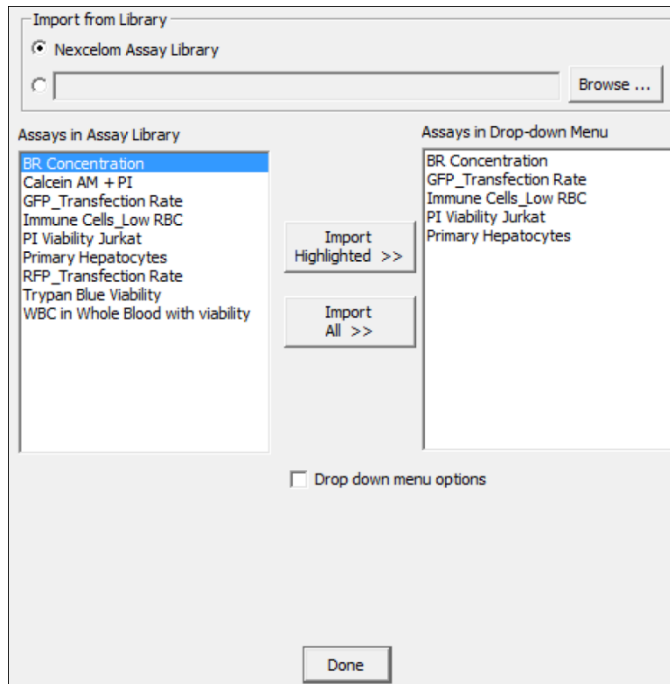 Import from Library
Nexcelom Assay Library
Browse ...
Assays in Assay Library
BR Concentration
Calcein AM + PI
GFP_Transfection Rate
Immune Cells_Low RBC
PI Viability Jurkat
Primary Hepatocytes
RFP_Transfection Rate
Trypan Blue Viability
WBC in Whole Blood with viability
Import
Highlighted >>
Import
All >>
Assays in Drop-down Menu
BR Concentration
GFP_Transfection Rate
Immune Cells_Low RBC
PI Viability Jurkat
Primary Hepatocytes
Drop down menu options
Done